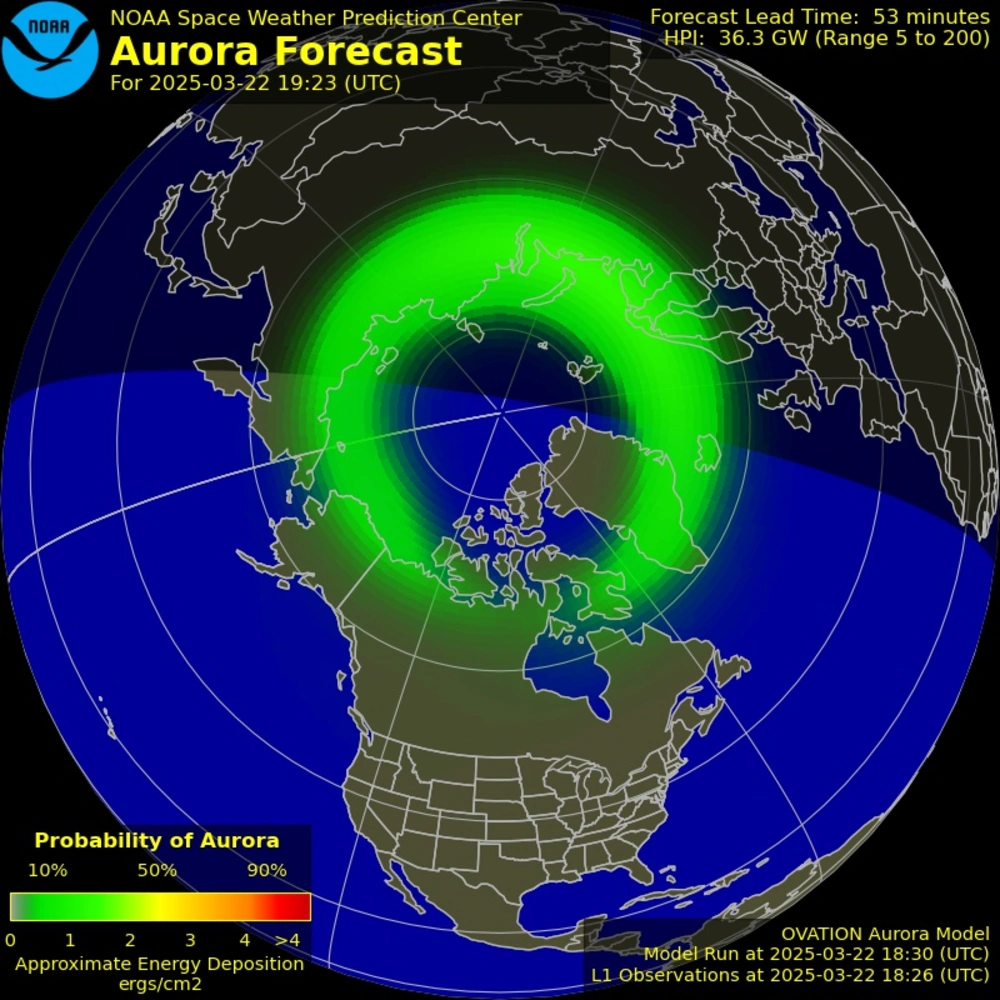 NOAA
NOAA Space Weather Prediction Center
Aurora Forecast
For 2025-03-22 19:23 (UTC)
Forecast Lead Time: 53 minutes
HPI: 36.3 GW (Range 5 to 200)
Probability of Aurora
10% 50% 90%
0 1 2 3 4 >4
Approximate Energy Deposition
ergs/cm2
OVATION Aurora Model
Model Run at 2025-03-22 18:30 (UTC)
L1 Observations at 2025-03-22 18:26 (UTC)